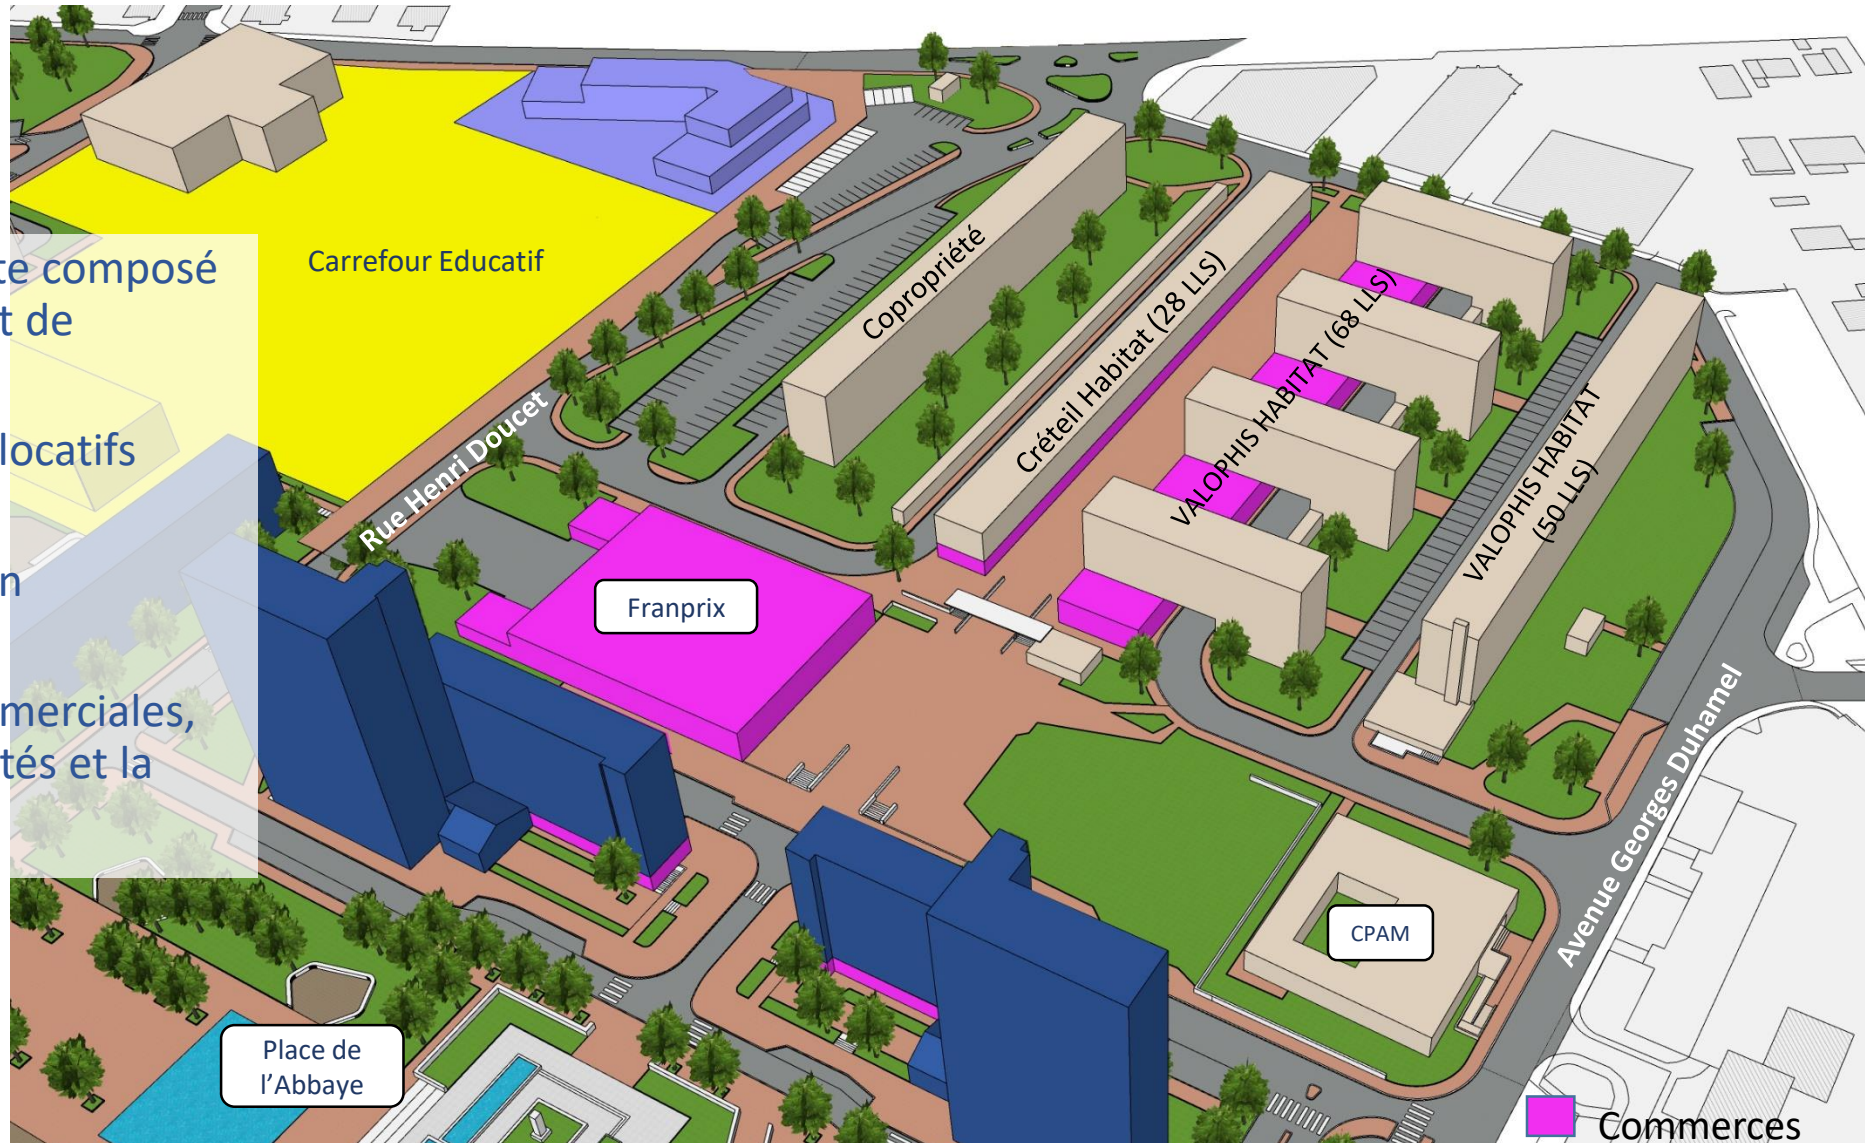 te composé
t de
locatifs
n
merciales,
tés et la
Carrefour Educatif
Rue Henri Doucet
Copropriété
Créteil Habitat (28 LLS)
VALOPHIS HABITAT (68 LLS)
VALOPHIS HABITAT
(50 LLS)
Franprix
Avenue Georges Duhamel
CPAM
Place de
l’Abbaye
Commerces